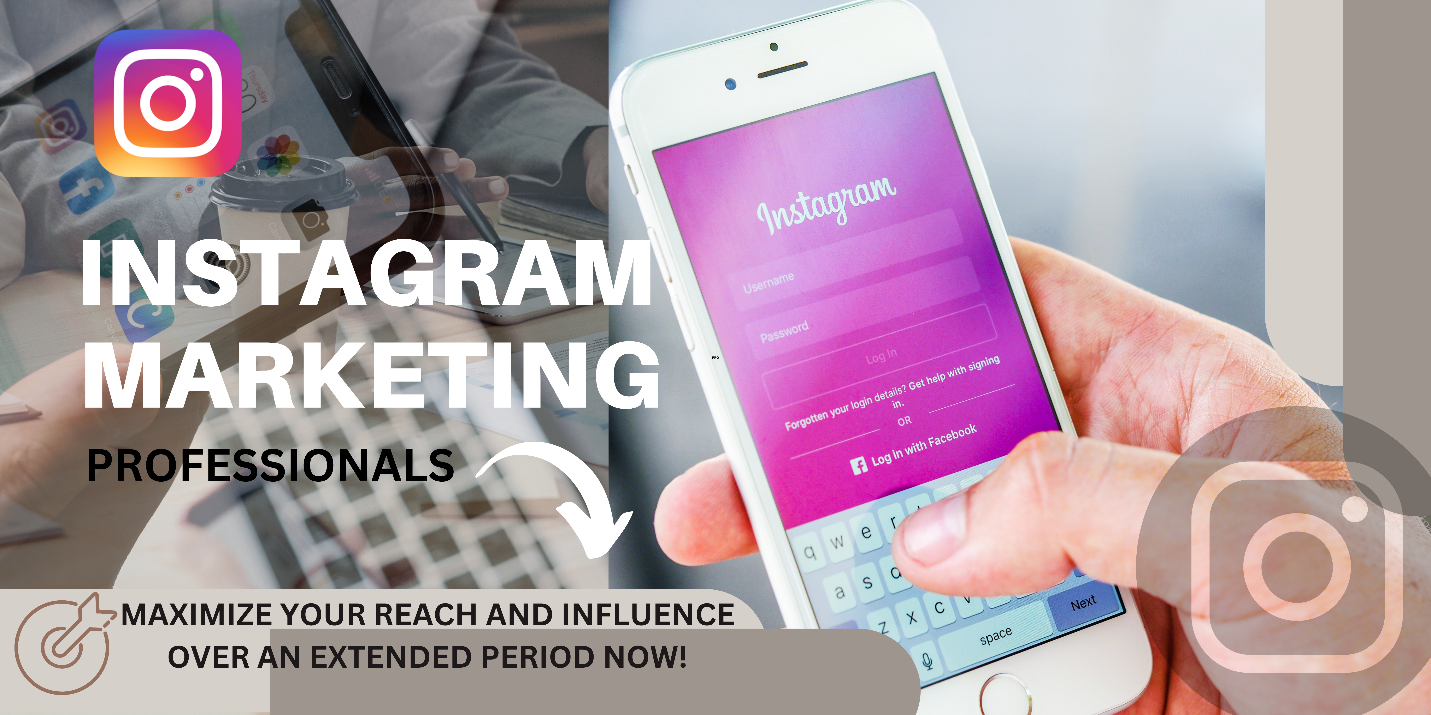 INSTAGRAM
MARKETING
PROFESSIONALS
MAXIMIZE YOUR REACH AND INFLUENCE
OVER AN EXTENDED PERIOD NOW!
Instagram
Username
Password
Log in
Forgotten your login details? Get help with signing
in.
OR
Log in with Facebook
q w e r
a s
z x c v
space
Next
Thursday